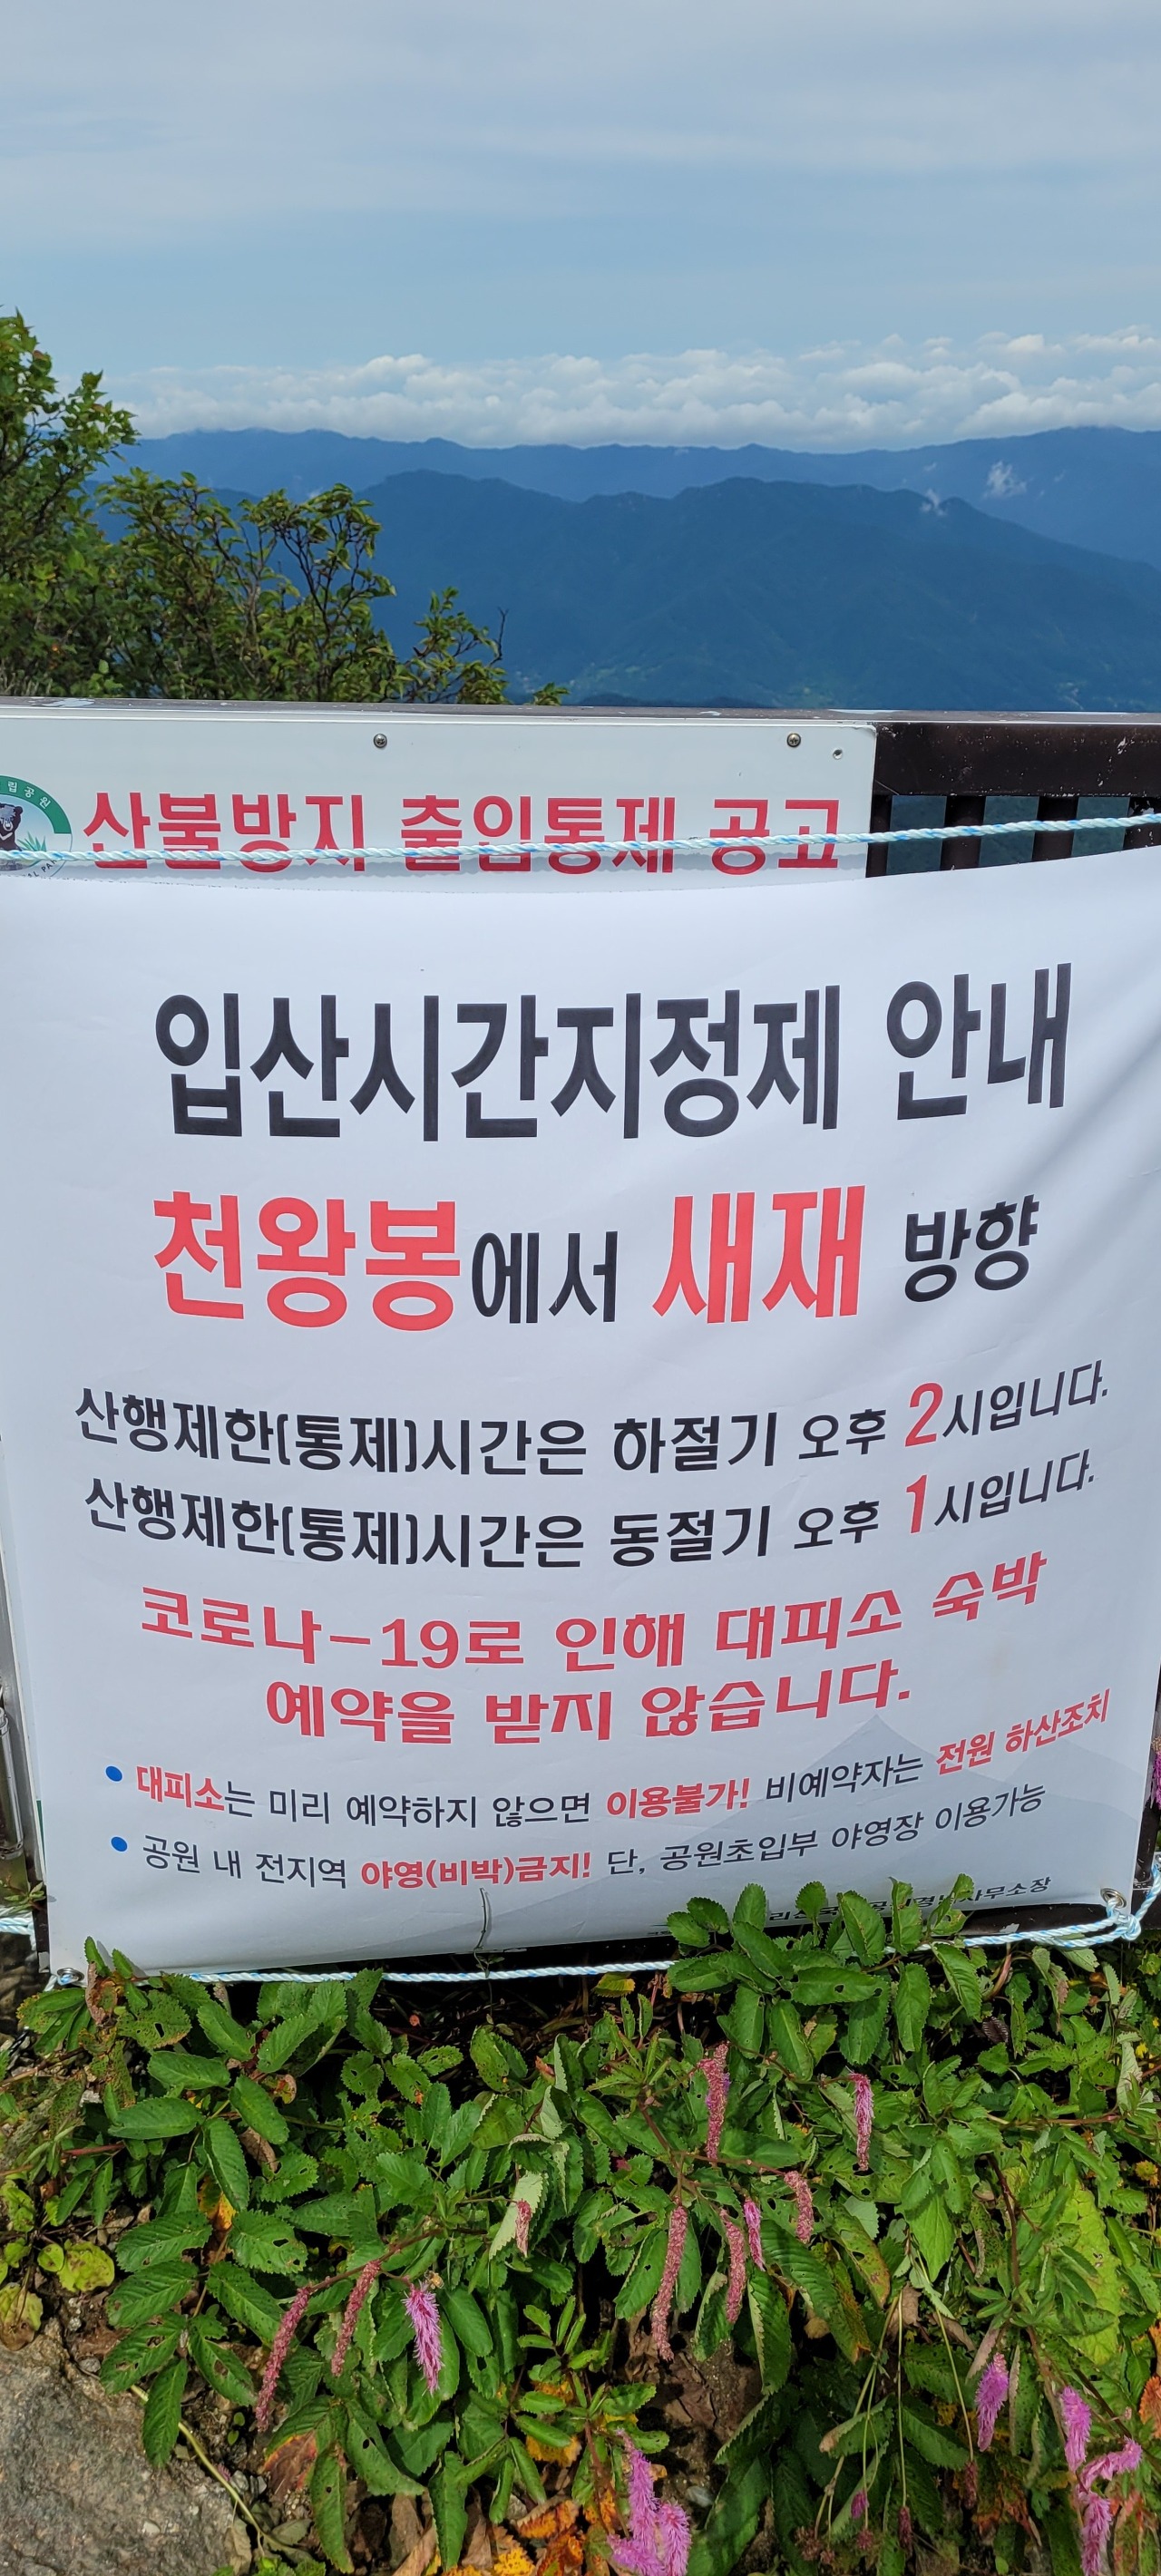 립공원
산불방지 출입통제 공고
입산시간지정제 안내
천왕봉에서 새재 방향
산행제한(통제)시간은 하절기 오후 2시입니다.
산행제한(통제)시간은 동절기 오후 1시입니다.
코로나-19로 인해 대피소 숙박
예약을 받지 않습니다.
• 대피소는 미리 예약하지 않으면 이용불가! 비예약자는 전원 하산조치
• 공원 내 전지역 야영(비박)금지! 단, 공원초입부 야영장 이용가능